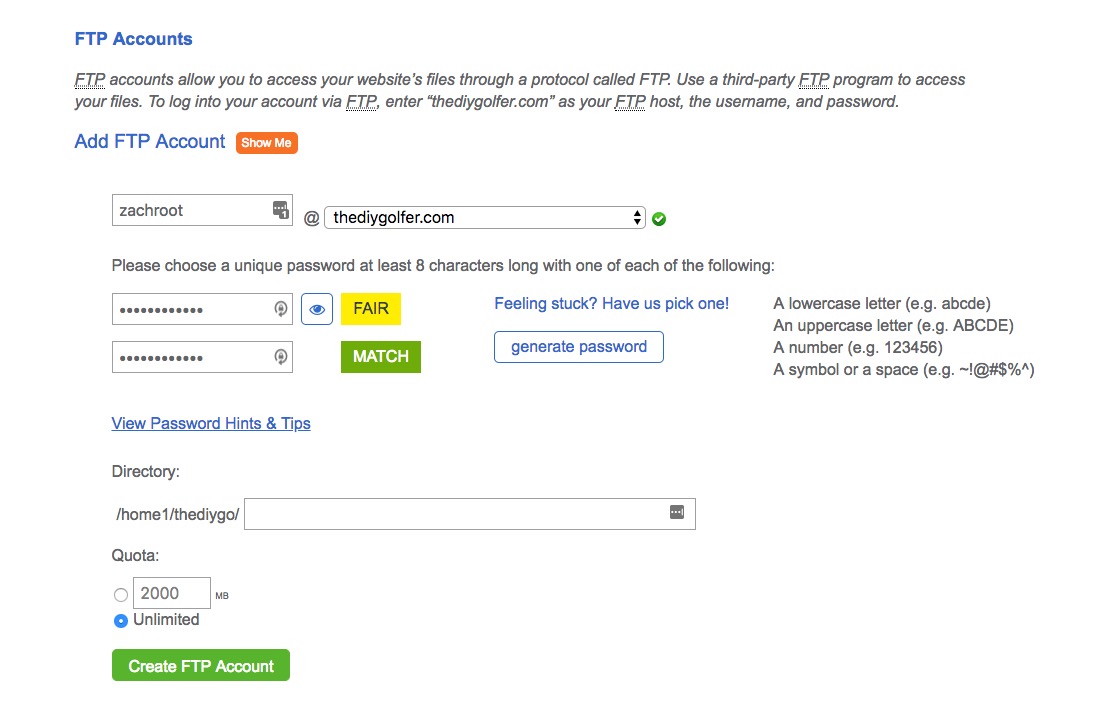 FTP Accounts
FTP accounts allow you to access your website's files through a protocol called FTP. Use a third-party FTP program to access
your files. To log into your account via FTP, enter “thediygolfer.com” as your FTP host, the username, and password.
Add FTP Account Show Me
zachroot 1 @ thediygolfer.com
Please choose a unique password at least 8 characters long with one of each of the following:
•••••••••••• FAIR Feeling stuck? Have us pick one! A lowercase letter (e.g. abcde)
An uppercase letter (e.g. ABCDE)
•••••••••••• MATCH generate password A number (e.g. 123456)
A symbol or a space (e.g. ~!@#$%^)
View Password Hints & Tips
Directory:
/home1/thediygo/
Quota:
2000 MB
Unlimited
Create FTP Account